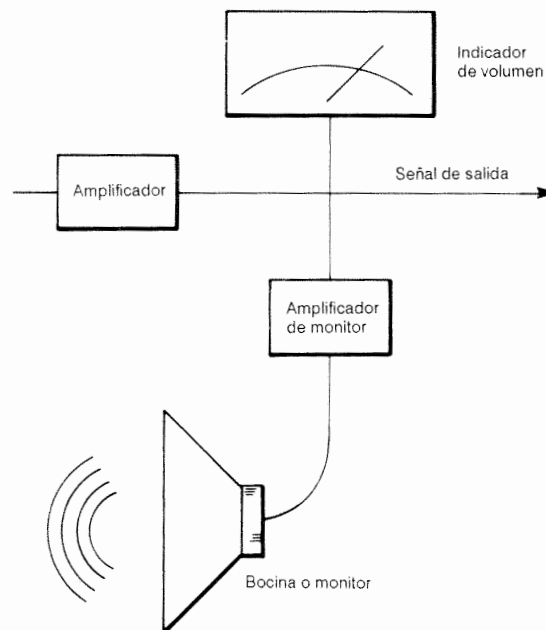 Indicador
de volumen
Amplificador
Señal de salida
Amplificador
de monitor
Bocina o monitor